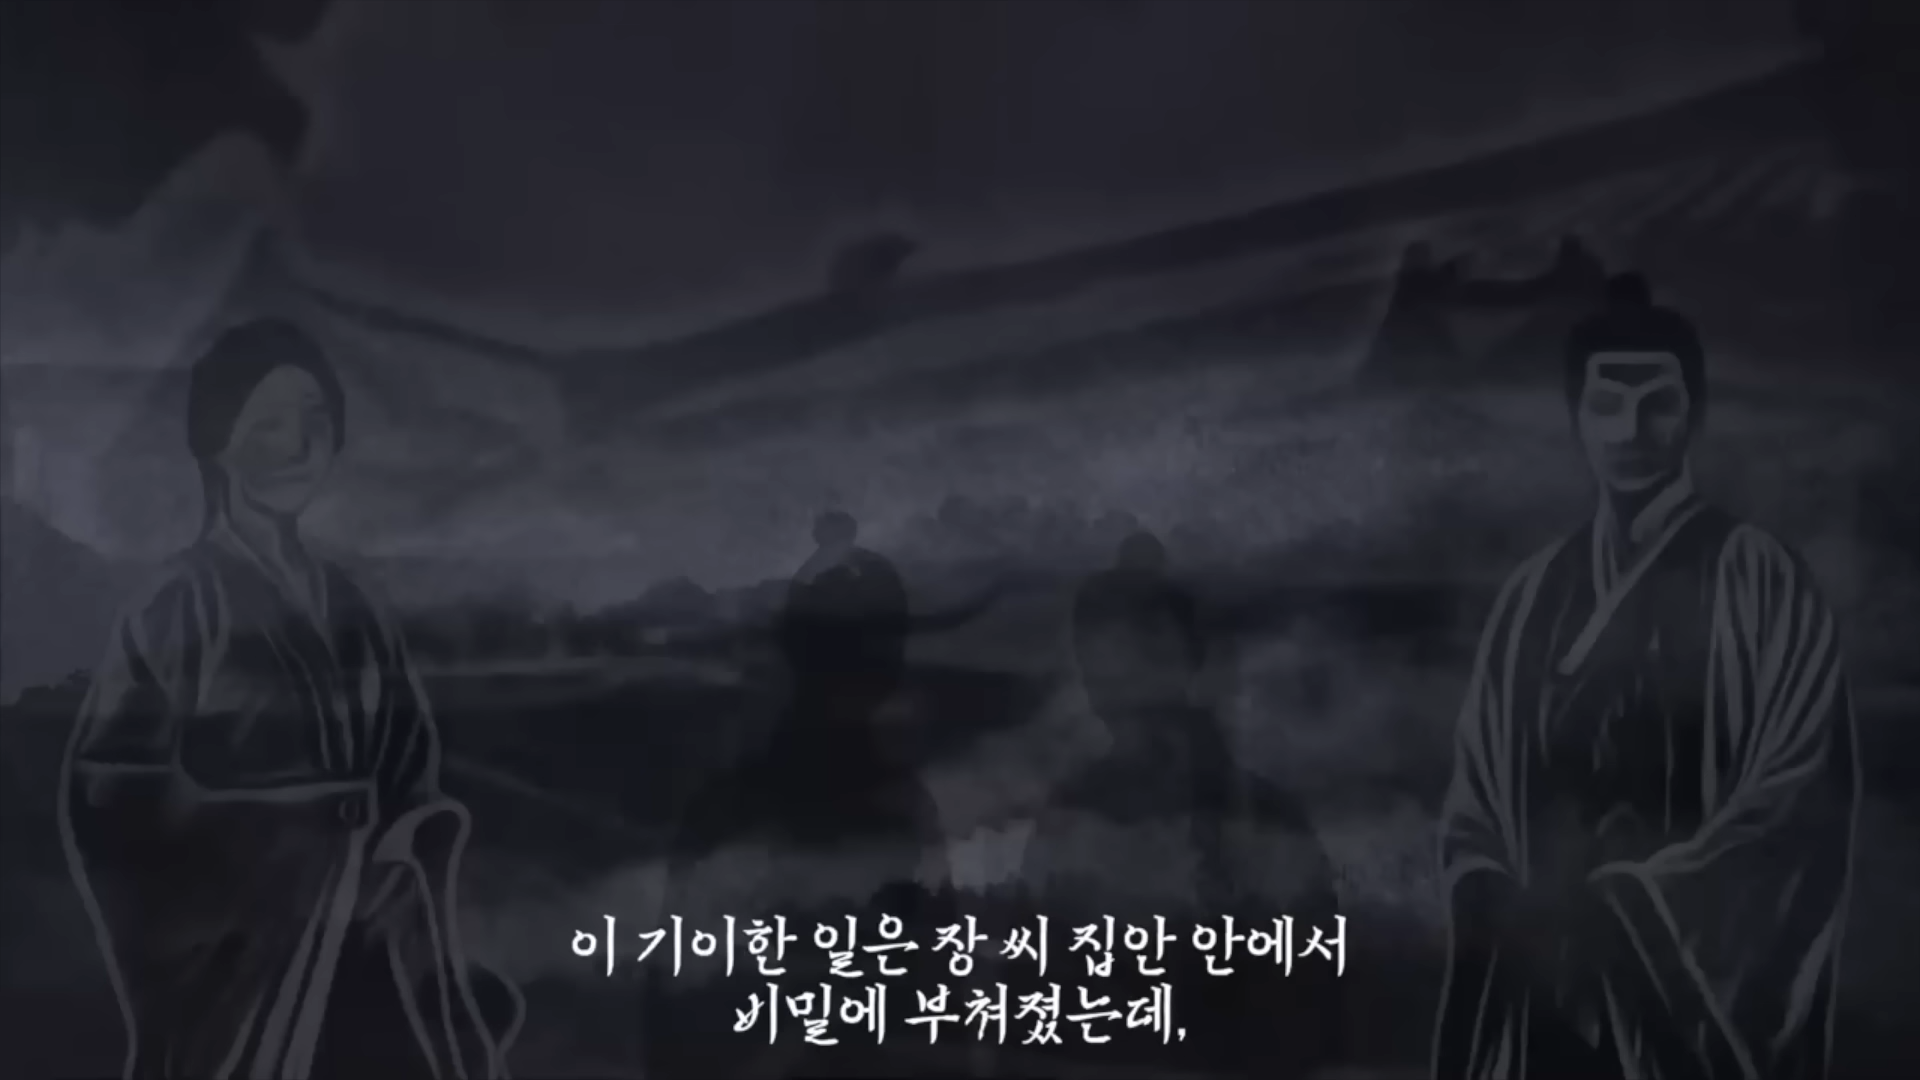 이 기이한 일은 장 씨 집안 안에서
비밀에 부쳐졌는데,